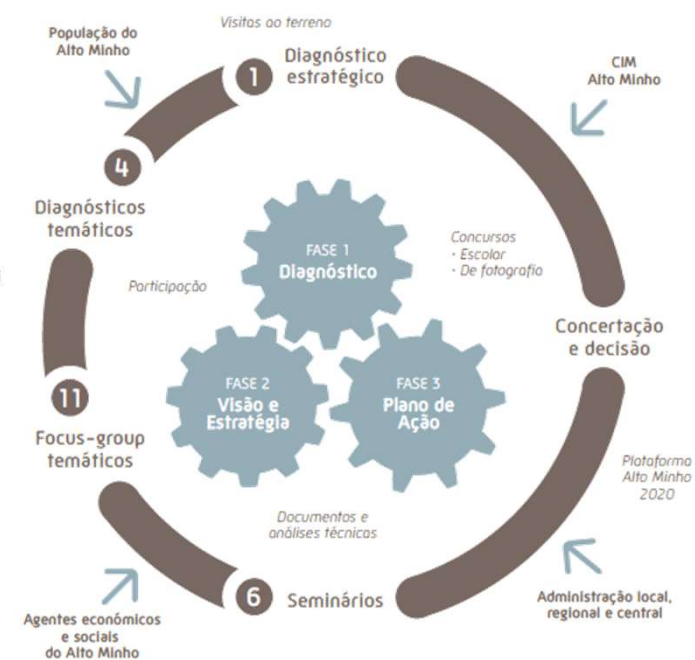 Visitas ao terreno
População do
Alto Minho
1
Diagnóstico
estratégico
CIM
Alto Minho
4
Diagnósticos
temáticos
FASE 1
Diagnóstico
Concursos
· Escolar
· De fotografia
Participação
Concertação
e decisão
FASE 2
Visão e
Estratégia
FASE 3
Plano de
Ação
11
Focus-group
temáticos
Plataforma
Alto Minho
2020
Documentos e
análises técnicas
6
Seminários
Administração local,
regional e central
Agentes económicos
e sociais
do Alto Minho